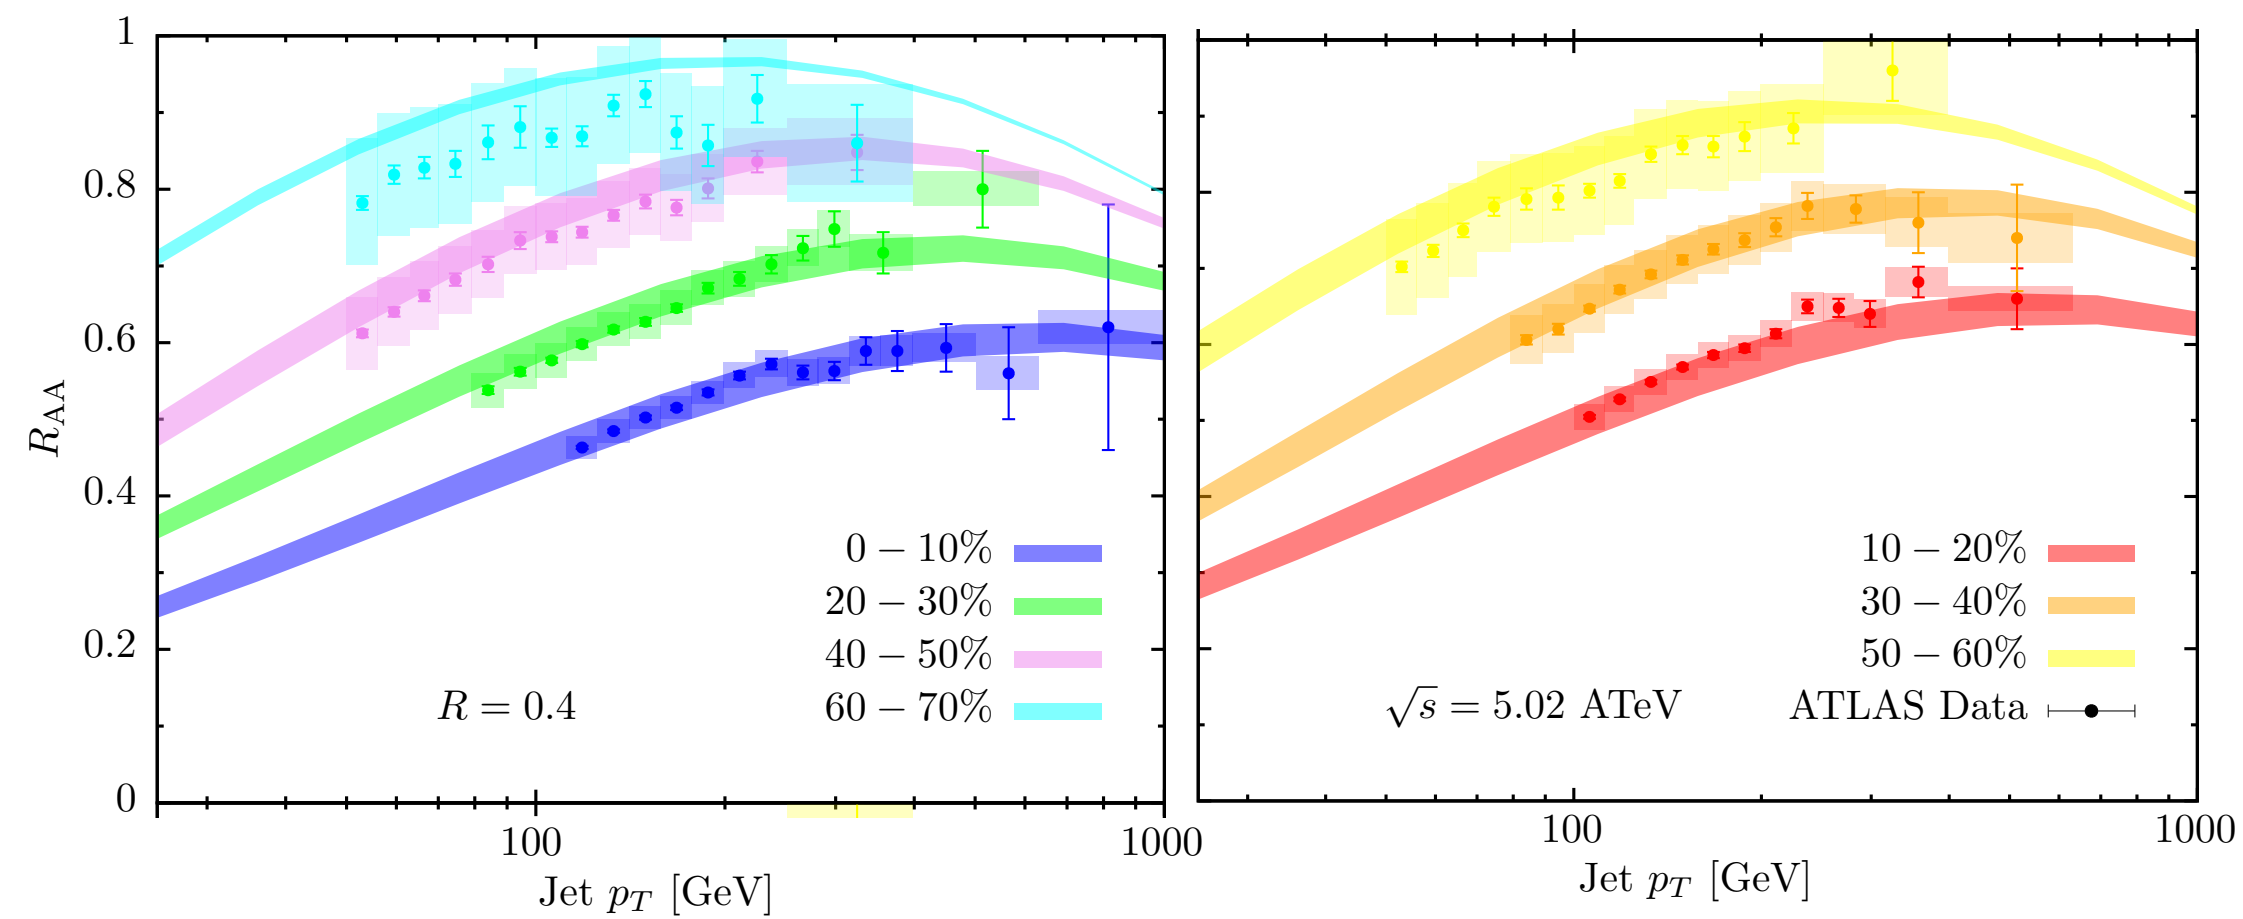 1
0.8
0.6
0.4
0.2
0
R_AA
100
1000
Jet p_T [GeV]
0 − 10%
20 − 30%
40 − 50%
60 − 70%
R = 0.4
100
1000
Jet p_T [GeV]
10 − 20%
30 − 40%
50 − 60%
√s = 5.02 ATeV
ATLAS Data